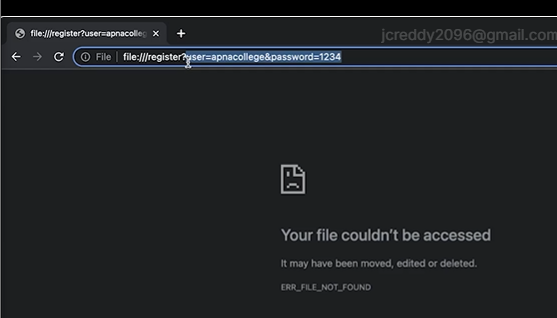 file:///register?user=apnacolleg
jcreddy2096@gmail.com
File
file:///register?user=apnacollege&password=1234
Your file couldn't be accessed
It may have been moved, edited or deleted.
ERR_FILE_NOT_FOUND